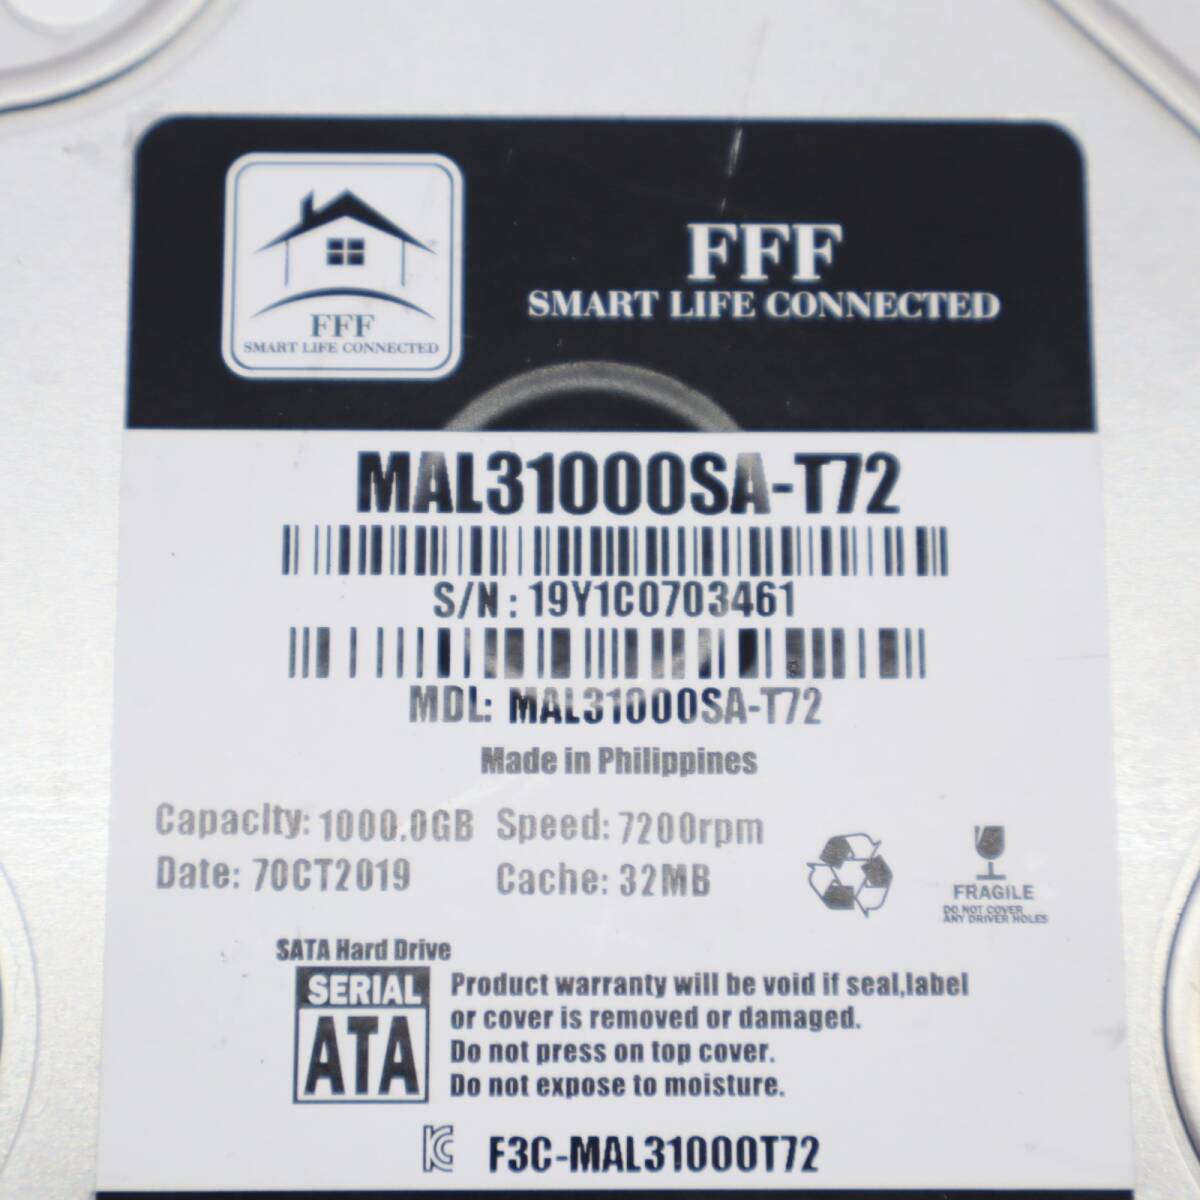 FFF
SMART LIFE CONNECTED
FFF
SMART LIFE CONNECTED
MAL31000SA-T72
S/N : 19Y1C0703461
MDL: MAL31000SA-T72
Made in Philippines
Capacity: 1000.0GB Speed: 7200rpm
Date: 7OCT2019 Cache: 32MB
FRAGILE
DO NOT COVER
ANY DRIVER HOLES
SATA Hard Drive
SERIAL
ATA
Product warranty will be void if seal,label
or cover is removed or damaged.
Do not press on top cover.
Do not expose to moisture.
F3C-MAL31000T72